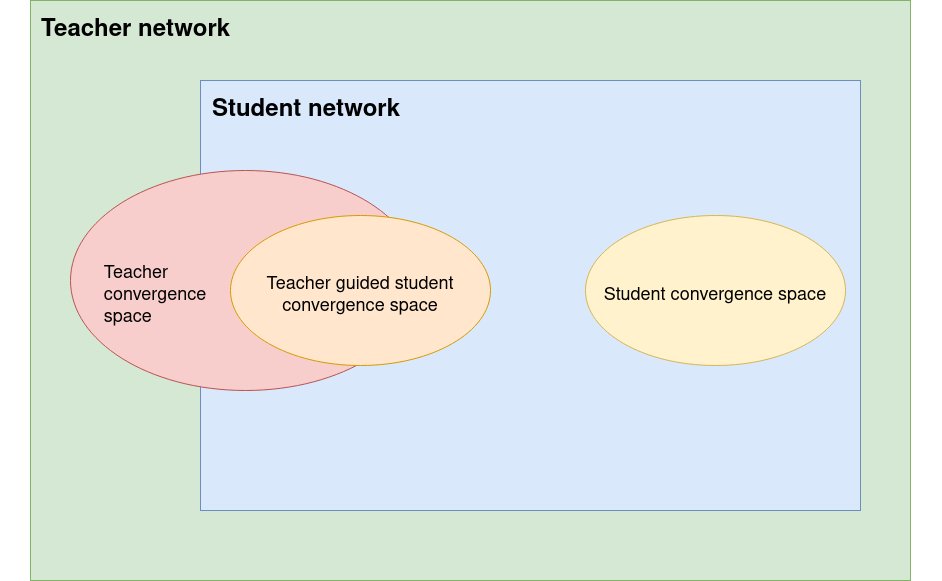 Teacher network
Student network
Teacher
convergence
space
Teacher guided student
convergence space
Student convergence space